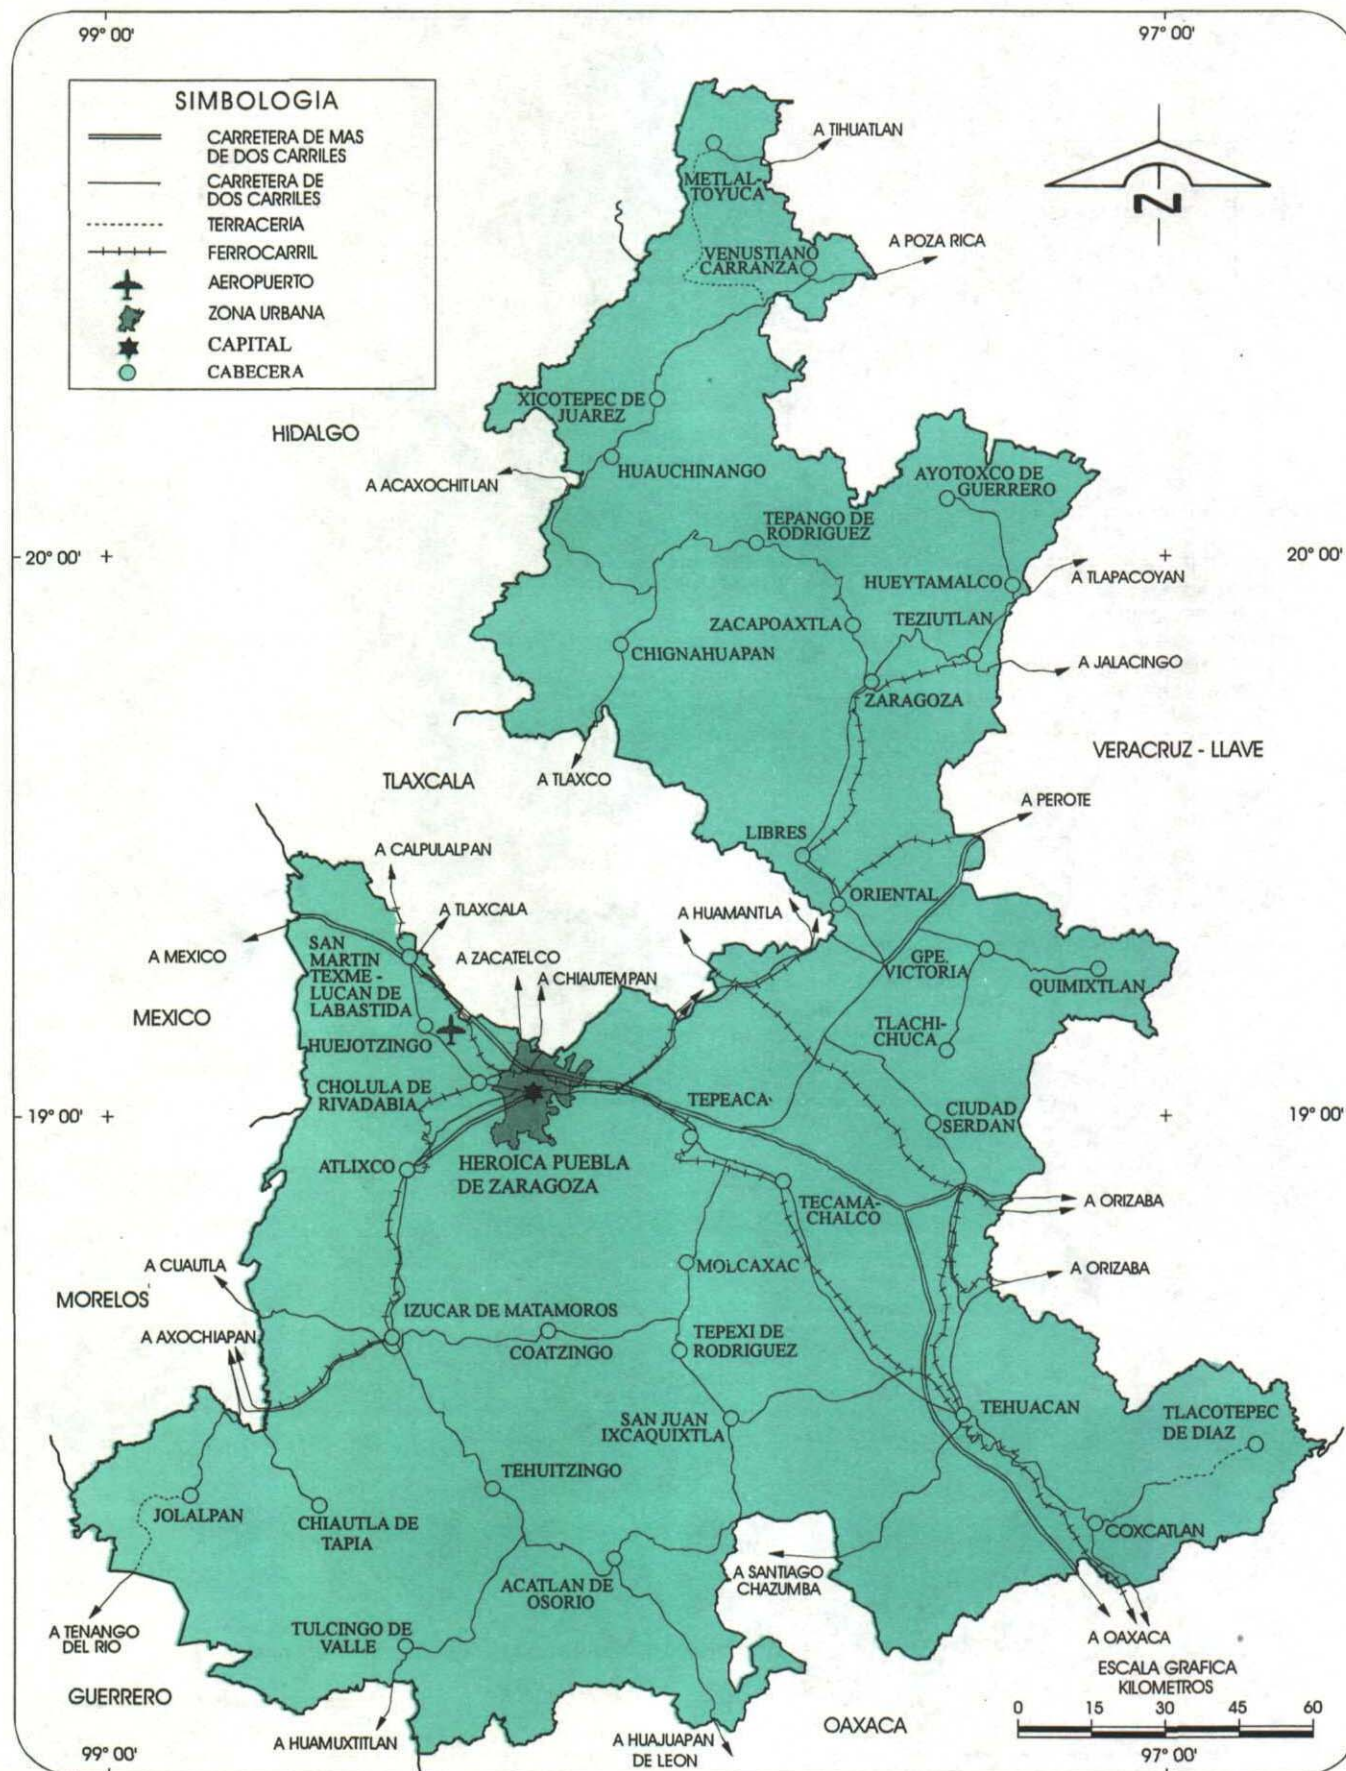 99° 00'
97° 00'
SIMBOLOGIA
CARRETERA DE MAS
DE DOS CARRILES
CARRETERA DE
DOS CARRILES
TERRACERIA
FERROCARRIL
AEROPUERTO
ZONA URBANA
CAPITAL
CABECERA
N
A TIHUATLAN
METLAL-
TOYUCA
A POZA RICA
VENUSTIANO
CARRANZA
XICOTEPEC DE
JUAREZ
HIDALGO
HUAUCHINANGO
A ACAXOCHITLAN
AYOTOXCO DE
GUERRERO
TEPANGO DE
RODRIGUEZ
20° 00'
20° 00'
HUEYTAMALCO
A TLAPACOYAN
ZACAPOAXTLA
TEZIUTLAN
CHIGNAHUAPAN
A JALACINGO
ZARAGOZA
VERACRUZ - LLAVE
TLAXCALA
A TLAXCO
A PEROTE
LIBRES
A CALPULALPAN
ORIENTAL
A TLAXCALA
A HUAMANTLA
A MEXICO
SAN
MARTIN
TEXME -
LUCAN DE
LABASTIDA
A ZACATELCO
A CHIAUTEMPAN
GPE.
VICTORIA
QUIMIXTLAN
MEXICO
HUEJOTZINGO
TLACHI-
CHUCA
CHOLULA DE
RIVADABIA
TEPEACA
19° 00'
19° 00'
CIUDAD
SERDAN
ATLIXCO
HEROICA PUEBLA
DE ZARAGOZA
TECAMA-
CHALCO
A ORIZABA
A CUAUTLA
MOLCAXAC
A ORIZABA
MORELOS
IZUCAR DE MATAMOROS
A AXOCHIAPAN
COATZINGO
TEPEXI DE
RODRIGUEZ
SAN JUAN
IXCAQUIXTLA
TEHUACAN
TLACOTEPEC
DE DIAZ
TEHUITZINGO
JOLALPAN
CHIAUTLA DE
TAPIA
COXCATLAN
A SANTIAGO
CHAZUMBA
ACATLAN DE
OSORIO
A TENANGO
DEL RIO
TULCINGO DE
VALLE
A OAXACA
ESCALA GRAFICA
KILOMETROS
0 15 30 45 60
GUERRERO
OAXACA
A HUAMUXTITLAN
A HUAJUAPAN
DE LEON
99° 00'
97° 00'